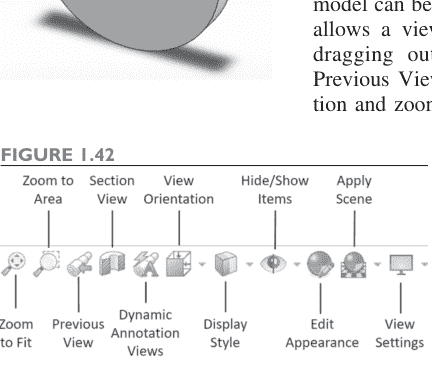 model can be
allows a view
dragging out
Previous View
tion and zoom
FIGURE 1.42
Zoom to Area
Section View
View Orientation
Hide/Show Items
Apply Scene
Zoom to Fit
Previous View
Dynamic Annotation Views
Display Style
Edit Appearance
View Settings